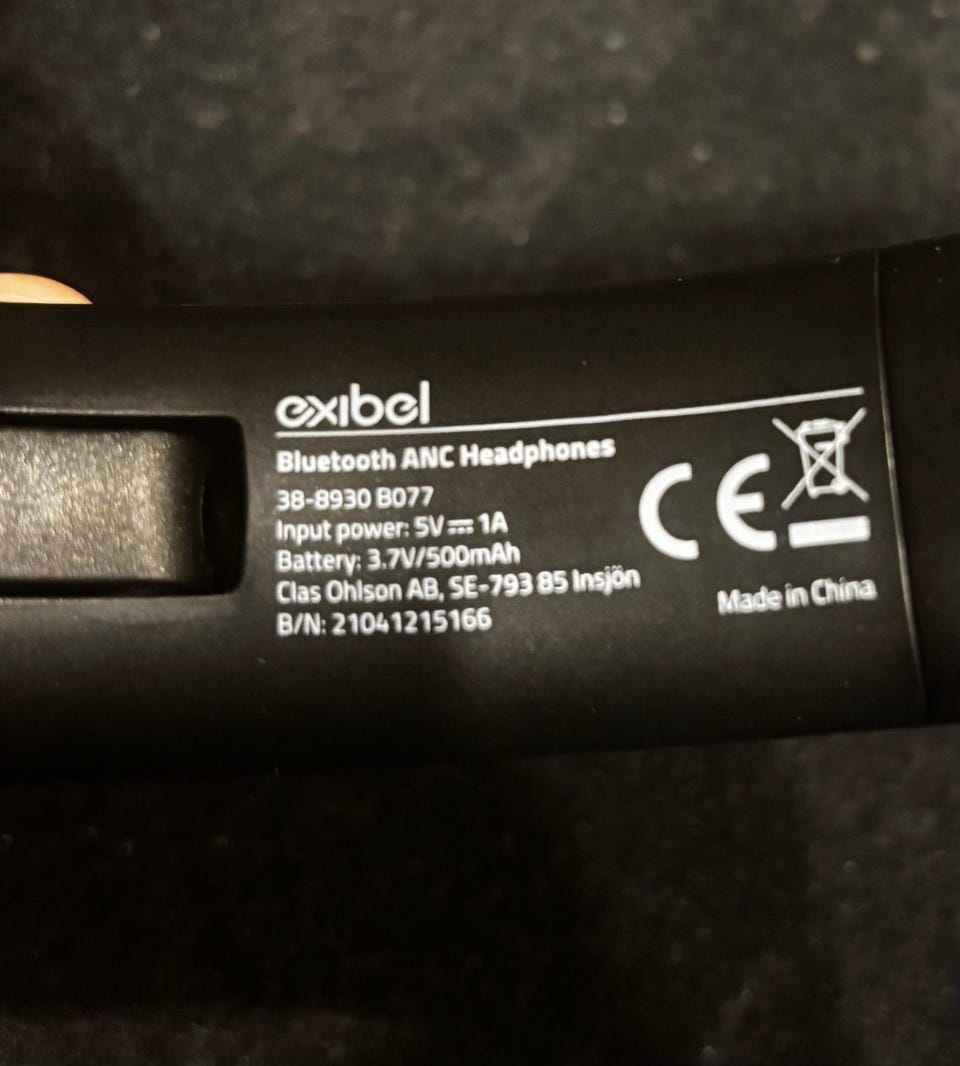 exibel
Bluetooth ANC Headphones
38-8930 B077
Input power: 5V⎓1A
Battery: 3.7V/500mAh
Clas Ohlson AB, SE-793 85 Insjön
B/N: 21041215166
CE
Made in China